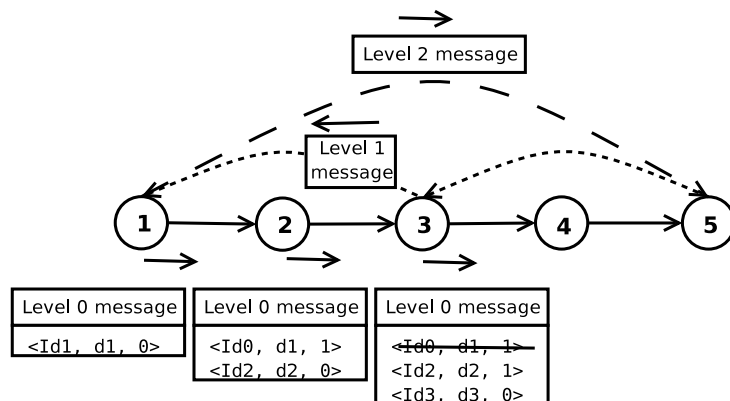 Level 2 message
Level 1
message
1
2
3
4
5
Level 0 message
<Id1, d1, 0>
Level 0 message
<Id0, d1, 1>
<Id2, d2, 0>
Level 0 message
<Id0, d1, 1>
<Id2, d2, 1>
<Id3, d3, 0>